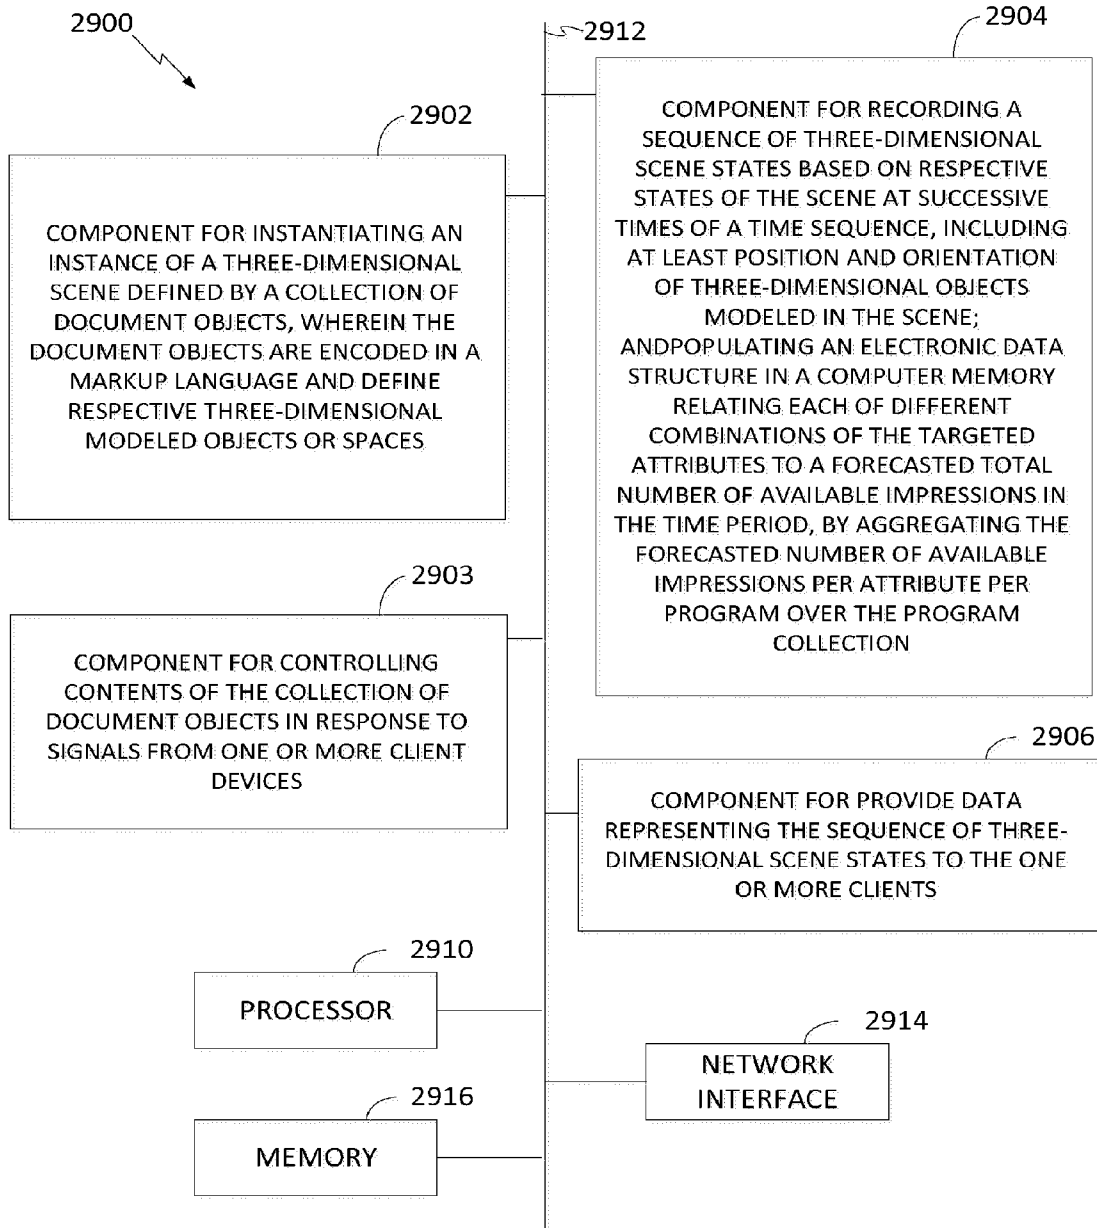 2900
2912
2904
2902
COMPONENT FOR RECORDING A
SEQUENCE OF THREE-DIMENSIONAL
SCENE STATES BASED ON RESPECTIVE
STATES OF THE SCENE AT SUCCESSIVE
TIMES OF A TIME SEQUENCE, INCLUDING
AT LEAST POSITION AND ORIENTATION
OF THREE-DIMENSIONAL OBJECTS
MODELED IN THE SCENE;
ANDPOPULATING AN ELECTRONIC DATA
STRUCTURE IN A COMPUTER MEMORY
RELATING EACH OF DIFFERENT
COMBINATIONS OF THE TARGETED
ATTRIBUTES TO A FORECASTED TOTAL
NUMBER OF AVAILABLE IMPRESSIONS IN
THE TIME PERIOD, BY AGGREGATING THE
FORECASTED NUMBER OF AVAILABLE
IMPRESSIONS PER ATTRIBUTE PER
PROGRAM OVER THE PROGRAM
COLLECTION
COMPONENT FOR INSTANTIATING AN
INSTANCE OF A THREE-DIMENSIONAL
SCENE DEFINED BY A COLLECTION OF
DOCUMENT OBJECTS, WHEREIN THE
DOCUMENT OBJECTS ARE ENCODED IN A
MARKUP LANGUAGE AND DEFINE
RESPECTIVE THREE-DIMENSIONAL
MODELED OBJECTS OR SPACES
2903
COMPONENT FOR CONTROLLING
CONTENTS OF THE COLLECTION OF
DOCUMENT OBJECTS IN RESPONSE TO
SIGNALS FROM ONE OR MORE CLIENT
DEVICES
2906
COMPONENT FOR PROVIDE DATA
REPRESENTING THE SEQUENCE OF THREE-
DIMENSIONAL SCENE STATES TO THE ONE
OR MORE CLIENTS
2910
PROCESSOR
2914
NETWORK
INTERFACE
2916
MEMORY